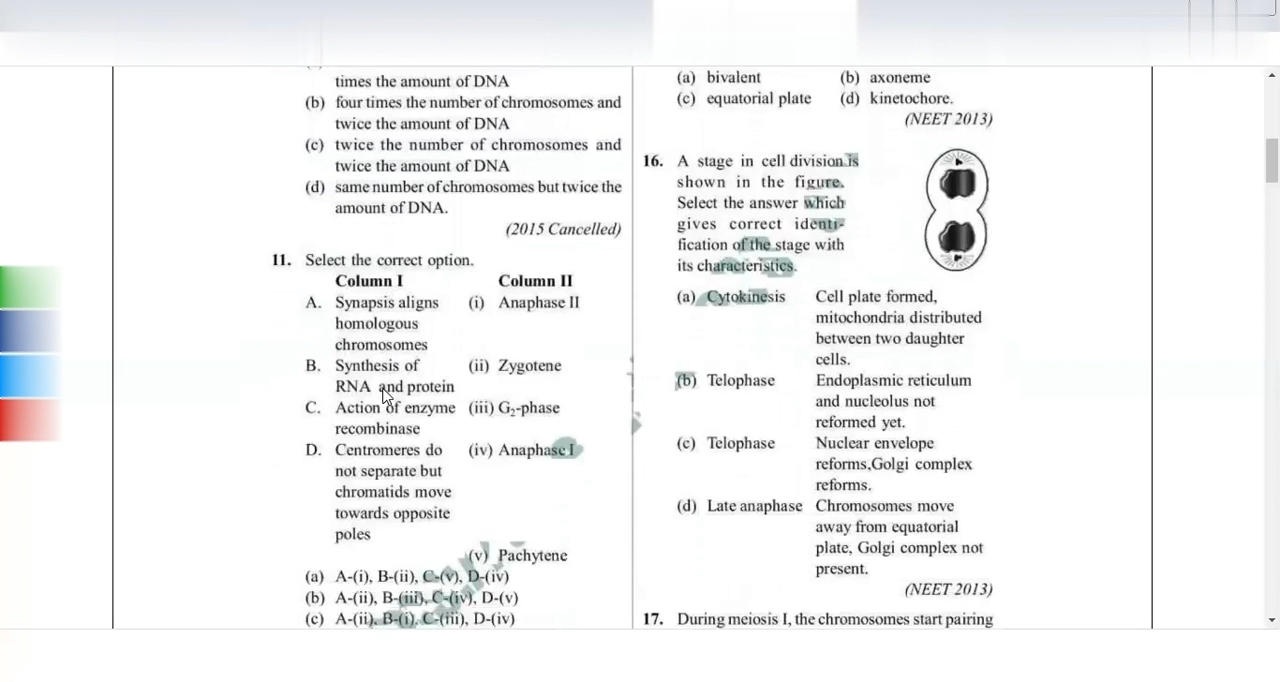 times the amount of DNA
(b) four times the number of chromosomes and
twice the amount of DNA
(c) twice the number of chromosomes and
twice the amount of DNA
(d) same number of chromosomes but twice the
amount of DNA.
(2015 Cancelled)
11. Select the correct option.
Column I Column II
A. Synapsis aligns (i) Anaphase II
homologous
chromosomes
B. Synthesis of (ii) Zygotene
RNA and protein
C. Action of enzyme (iii) G₂-phase
recombinase
D. Centromeres do (iv) Anaphase I
not separate but
chromatids move
towards opposite
poles
(v) Pachytene
(a) A-(i), B-(ii), C-(v), D-(iv)
(b) A-(ii), B-(iii), C-(iv), D-(v)
(c) A-(ii), B-(i), C-(iii), D-(iv)
(a) bivalent (b) axoneme
(c) equatorial plate (d) kinetochore.
(NEET 2013)
16. A stage in cell division is
shown in the figure.
Select the answer which
gives correct identi-
fication of the stage with
its characteristics.
(a) Cytokinesis Cell plate formed,
mitochondria distributed
between two daughter
cells.
(b) Telophase Endoplasmic reticulum
and nucleolus not
reformed yet.
(c) Telophase Nuclear envelope
reforms,Golgi complex
reforms.
(d) Late anaphase Chromosomes move
away from equatorial
plate, Golgi complex not
present.
(NEET 2013)
17. During meiosis I, the chromosomes start pairing